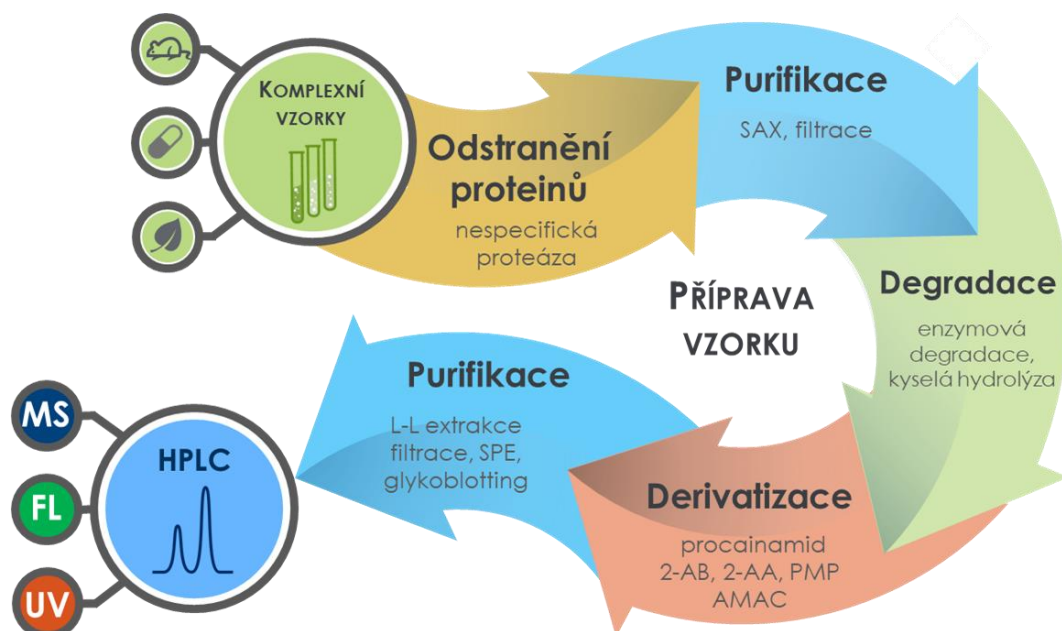 KOMPLEXNÍ
VZORKY
Odstranění
proteinů
nespecifická
proteáza
Purifikace
SAX, filtrace
Degradace
enzymová
degradace,
kyselá hydrolýza
PŘÍPRAVA
VZORKU
Derivatizace
procainamid
2-AB, 2-AA, PMP
AMAC
Purifikace
L-L extrakce
filtrace, SPE,
glykoblotting
HPLC
MS
FL
UV